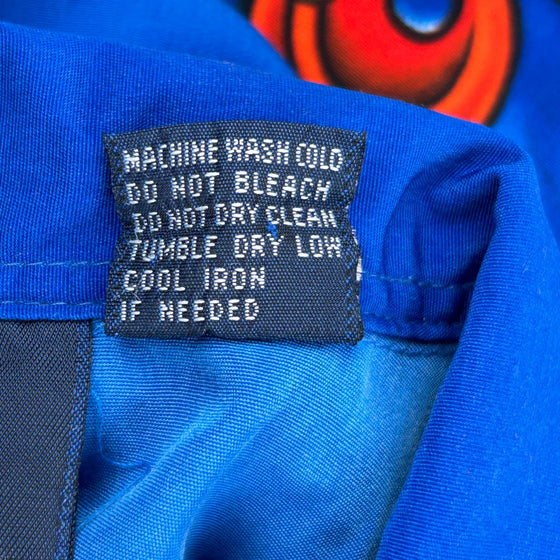 MACHINE WASH COLD
DO NOT BLEACH
DO NOT DRY CLEAN
TUMBLE DRY LOW
COOL IRON
IF NEEDED